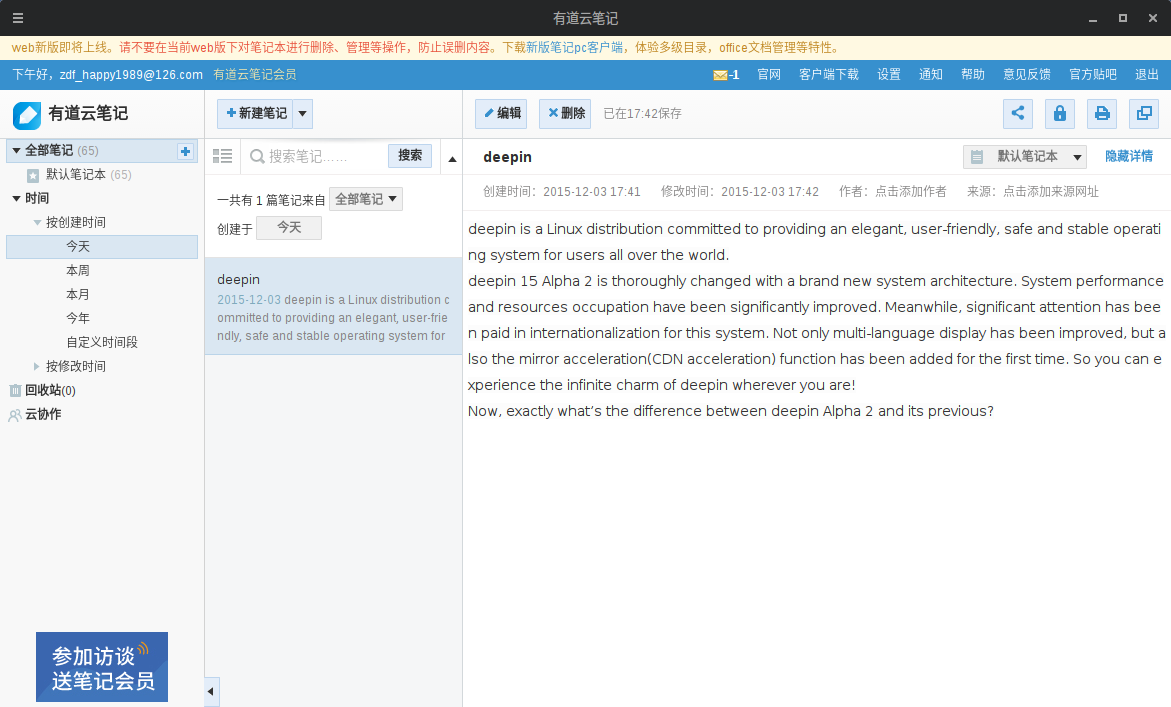 有道云笔记
web新版即将上线。请不要在当前web版下对笔记本进行删除、管理等操作，防止误删内容。下载新版笔记pc客户端，体验多级目录，office文档管理等特性。
下午好，zdf_happy1989@126.com 有道云笔记会员 -1 官网 客户端下载 设置 通知 帮助 意见反馈 官方贴吧 退出
有道云笔记
全部笔记 (65)
默认笔记本 (65)
时间
按创建时间
今天
本周
本月
今年
自定义时间段
按修改时间
回收站(0)
云协作
参加访谈
送笔记会员
新建笔记
搜索笔记…… 搜索
一共有 1 篇笔记来自 全部笔记
创建于 今天
deepin
2015-12-03 deepin is a Linux distribution c
ommitted to providing an elegant, user-frie
ndly, safe and stable operating system for
编辑 删除 已在17:42保存
deepin 默认笔记本 隐藏详情
创建时间：2015-12-03 17:41 修改时间：2015-12-03 17:42 作者：点击添加作者 来源：点击添加来源网址
deepin is a Linux distribution committed to providing an elegant, user-friendly, safe and stable operati
ng system for users all over the world.
deepin 15 Alpha 2 is thoroughly changed with a brand new system architecture. System performance
and resources occupation have been significantly improved. Meanwhile, significant attention has bee
n paid in internationalization for this system. Not only multi-language display has been improved, but a
lso the mirror acceleration(CDN acceleration) function has been added for the first time. So you can e
xperience the infinite charm of deepin wherever you are!
Now, exactly what’s the difference between deepin Alpha 2 and its previous?